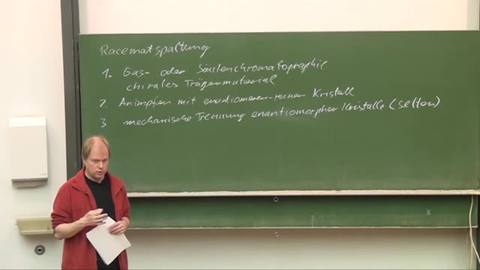 Racematspaltung
1. Gas- oder Säulenchromatographie
chirales Trägermaterial
2. Animpfen mit enantiomeren-reinem Kristall
3. mechanische Trennung enantiomorpher Kristalle (selten)